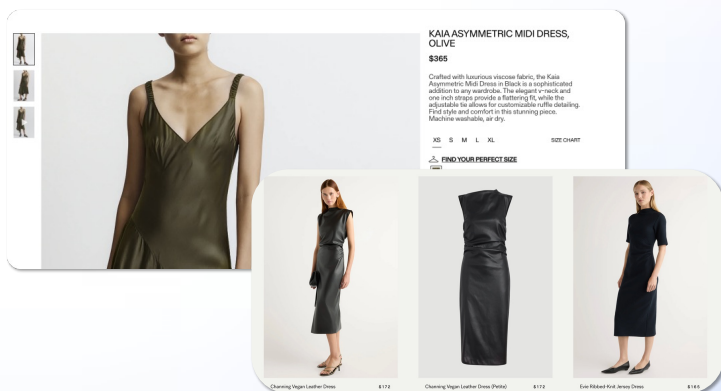 KAIA ASYMMETRIC MIDI DRESS,
OLIVE
$365
Crafted with luxurious viscose fabric, the Kaia
Asymmetric Midi Dress in Black is a sophisticated
addition to any wardrobe. The elegant v-neck and
one inch straps provide a flattering fit, while the
adjustable tie allows for customizable ruffle detailing.
Find style and comfort in this stunning piece.
Machine washable, air dry.
XS S M L XL SIZE CHART
FIND YOUR PERFECT SIZE
Channing Vegan Leather Dress $172
Channing Vegan Leather Dress (Petite) $172
Evie Ribbed-Knit Jersey Dress $165